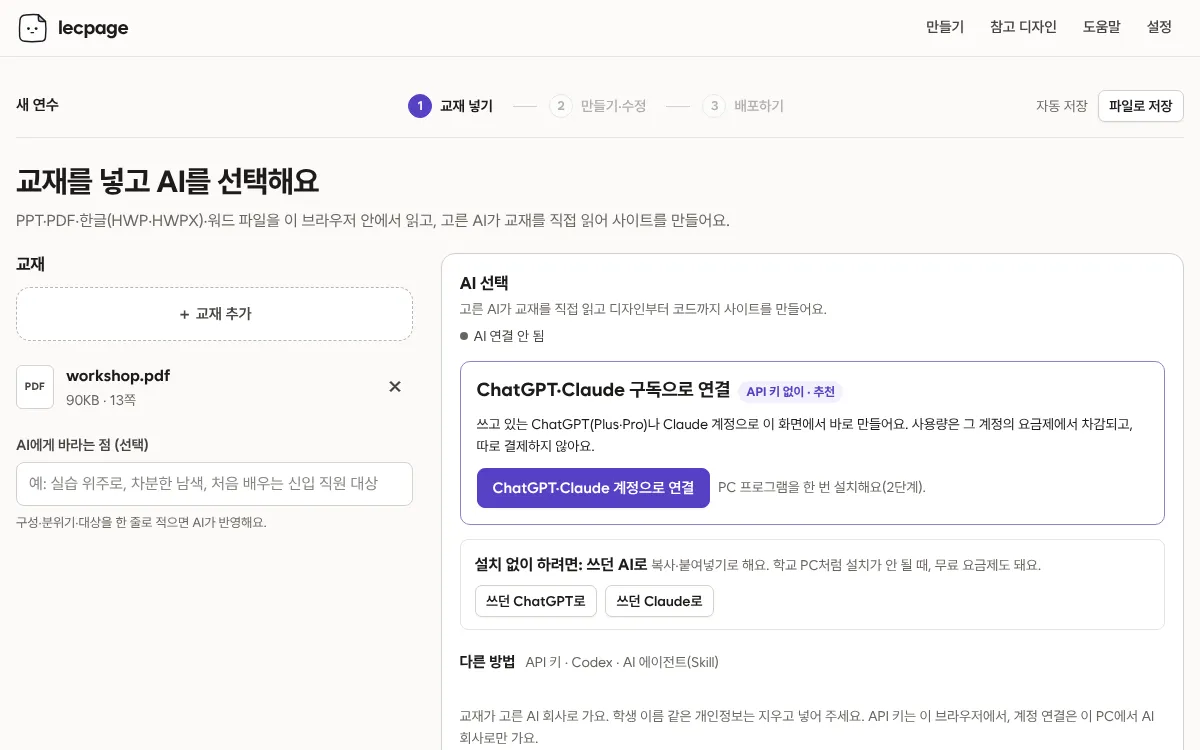 lecpage
만들기 참고 디자인 도움말 설정
새 연수
1 교재 넣기 2 만들기·수정 3 배포하기
자동 저장 파일로 저장
교재를 넣고 AI를 선택해요
PPT·PDF·한글(HWP·HWPX)·워드 파일을 이 브라우저 안에서 읽고, 고른 AI가 교재를 직접 읽어 사이트를 만들어요.
교재
+ 교재 추가
PDF
workshop.pdf
90KB · 13쪽
AI에게 바라는 점 (선택)
예: 실습 위주로, 차분한 남색, 처음 배우는 신입 직원 대상
구성·분위기·대상을 한 줄로 적으면 AI가 반영해요.
AI 선택
고른 AI가 교재를 직접 읽고 디자인부터 코드까지 사이트를 만들어요.
AI 연결 안 됨
ChatGPT·Claude 구독으로 연결 API 키 없이 · 추천
쓰고 있는 ChatGPT(Plus·Pro)나 Claude 계정으로 이 화면에서 바로 만들어요. 사용량은 그 계정의 요금제에서 차감되고,
따로 결제하지 않아요.
ChatGPT·Claude 계정으로 연결 PC 프로그램을 한 번 설치해요(2단계).
설치 없이 하려면: 쓰던 AI로 복사·붙여넣기로 해요. 학교 PC처럼 설치가 안 될 때, 무료 요금제도 돼요.
쓰던 ChatGPT로 쓰던 Claude로
다른 방법 API 키 · Codex · AI 에이전트(Skill)
교재가 고른 AI 회사로 가요. 학생 이름 같은 개인정보는 지우고 넣어 주세요. API 키는 이 브라우저에서, 계정 연결은 이 PC에서 AI
회사로만 가요.